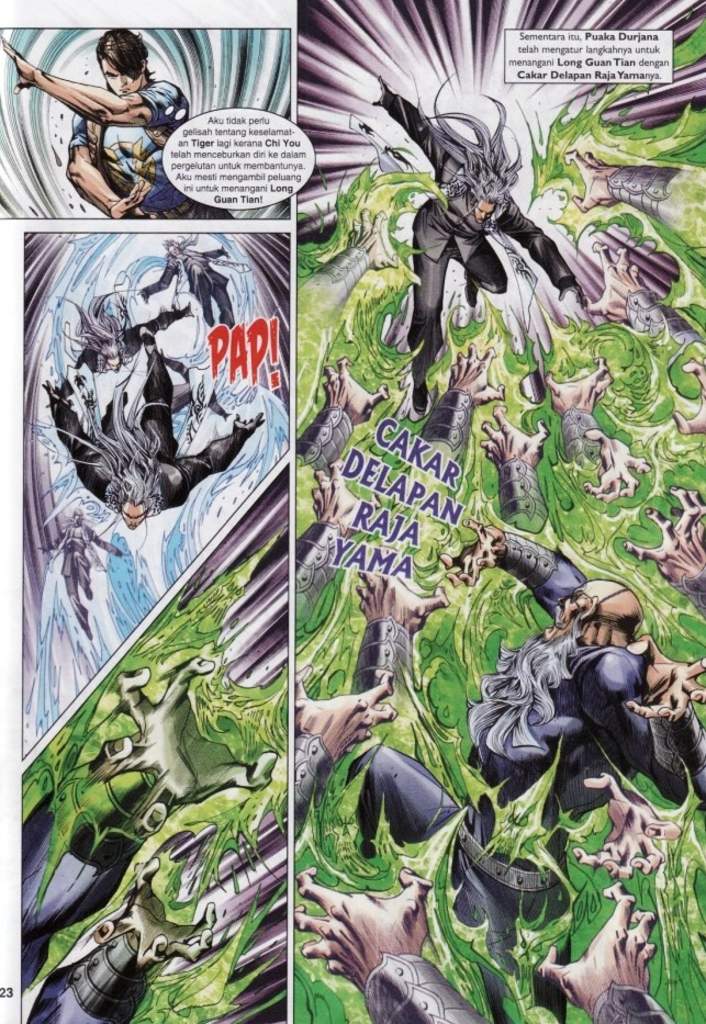 Aku tidak perlu
gelisah tentang keselamat-
an Tiger lagi kerana Chi You
telah menceburkan diri ke dalam
pergelutan untuk membantunya.
Aku mesti mengambil peluang
ini untuk menangani Long
Guan Tian!
PAP!
Sementara itu, Puaka Durjana
telah mengatur langkahnya untuk
menangani Long Guan Tian dengan
Cakar Delapan Raja Yamanya.
CAKAR
DELAPAN
RAJA
YAMA
23